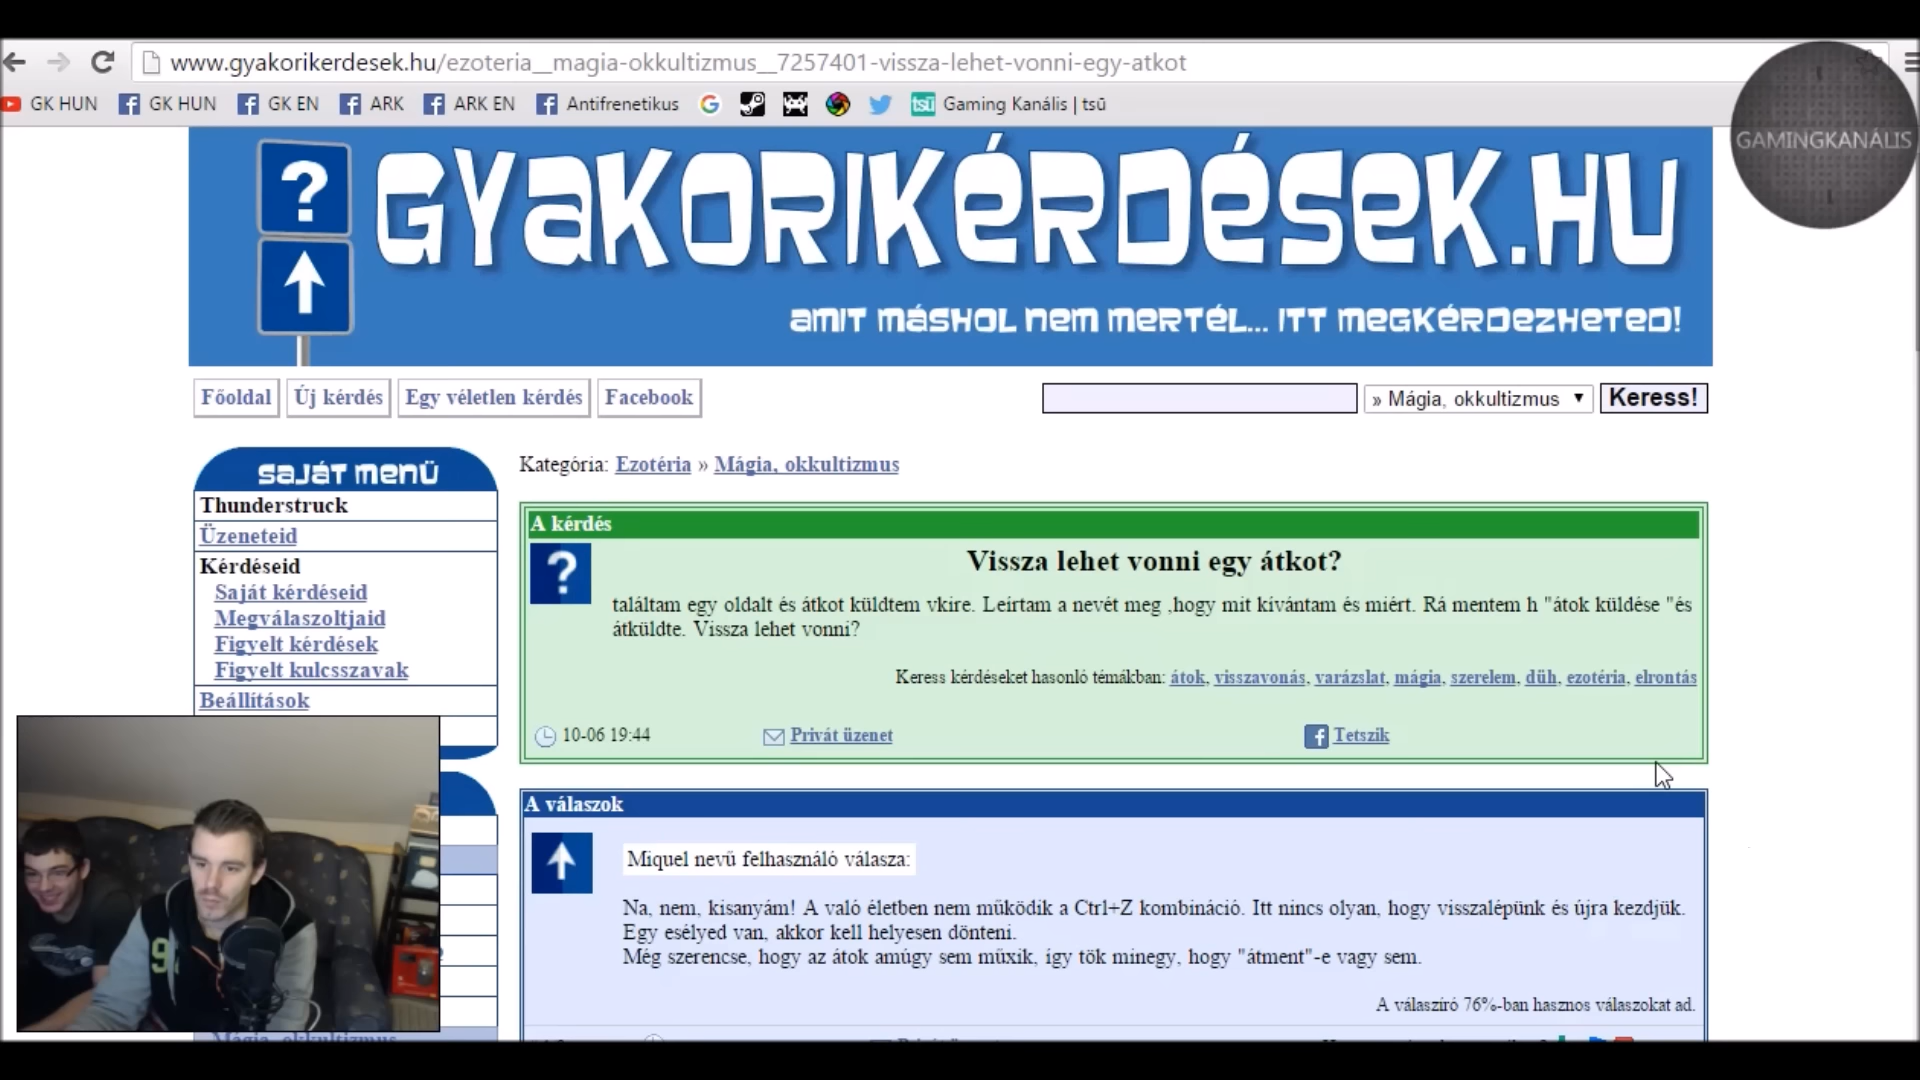 www.gyakorikerdesek.hu/ezoteria__magia-okkultizmus__7257401-vissza-lehet-vonni-egy-atkot
GK HUN GK HUN GK EN ARK ARK EN Antifrenetikus Gaming Kanális | tsū
GAMINGKANÁLIS
GYAKORIKÉRDÉSEK.HU
AMIT MÁSHOL NEM MERTÉL... ITT MEGKÉRDEZHETED!
Főoldal Új kérdés Egy véletlen kérdés Facebook » Mágia, okkultizmus Keress!
SAJÁT MENÜ
Thunderstruck
Üzeneteid
Kérdéseid
Saját kérdéseid
Megválaszoltjaid
Figyelt kérdések
Figyelt kulcsszavak
Beállítások
Kategória: Ezotéria » Mágia, okkultizmus
A kérdés
Vissza lehet vonni egy átkot?
találtam egy oldalt és átkot küldtem vkire. Leírtam a nevét meg ,hogy mit kívántam és miért. Rá mentem h "átok küldése "és
átküldte. Vissza lehet vonni?
Keress kérdéseket hasonló témákban: átok, visszavonás, varázslat, mágia, szerelem, düh, ezotéria, elrontás
10-06 19:44 Privát üzenet Tetszik
A válaszok
Miquel nevű felhasználó válasza:
Na, nem, kisanyám! A való életben nem működik a Ctrl+Z kombináció. Itt nincs olyan, hogy visszalépünk és újra kezdjük.
Egy esélyed van, akkor kell helyesen dönteni.
Még szerencse, hogy az átok amúgy sem műxik, így tök minegy, hogy "átment"-e vagy sem.
A válaszíró 76%-ban hasznos válaszokat ad.
Mágia, okkultizmus